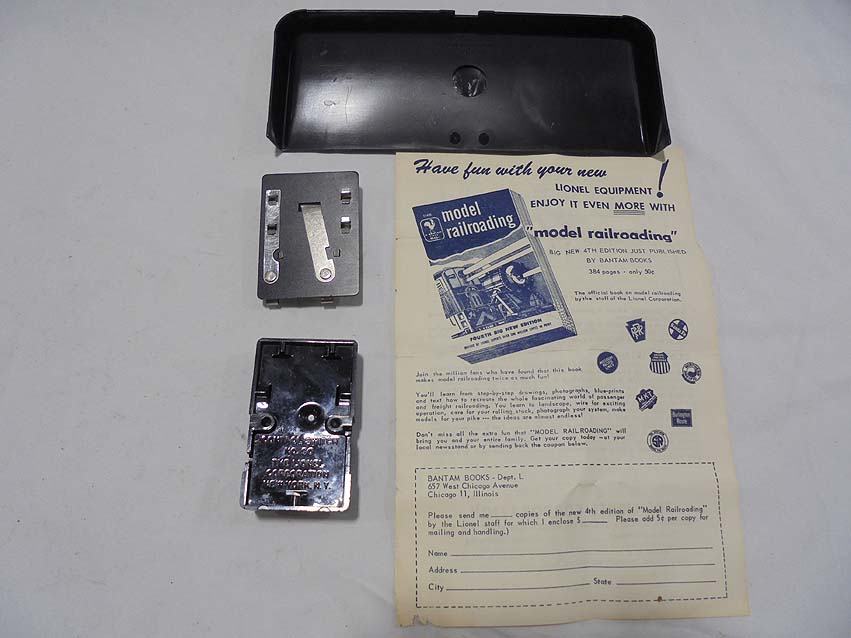 Have fun with your new
LIONEL EQUIPMENT!
ENJOY IT EVEN MORE WITH
"model railroading"
BIG NEW 4TH EDITION JUST PUBLISHED
BY BANTAM BOOKS
384 pages - only 50c
The official book on model railroading
by the staff of the Lionel Corporation.
model
railroading
FOURTH BIG NEW EDITION
Join the million fans who have found that this book
makes model railroading twice as much fun!
You'll learn from step-by-step drawings, photographs, blue-prints
and text how to recreate the whole fascinating world of passenger
and freight railroading. You learn to landscape, wire for exciting
operation, care for your rolling stock, photograph your system, make
models for your pike --- the ideas are almost endless!
Don't miss all the extra fun that "MODEL RAILROADING" will
bring you and your entire family. Get your copy today at your
local newsstand or by sending back the coupon below.
MKT
Burlington
Route
BANTAM BOOKS - Dept. L
657 West Chicago Avenue
Chicago 11, Illinois
Please send me ____ copies of the new 4th edition of "Model Railroading"
by the Lionel staff for which I enclose $____ Please add 5¢ per copy for
mailing and handling.)
Name
Address
City State
NO. 90
THE LIONEL
CORPORATION
NEW YORK, N.Y.